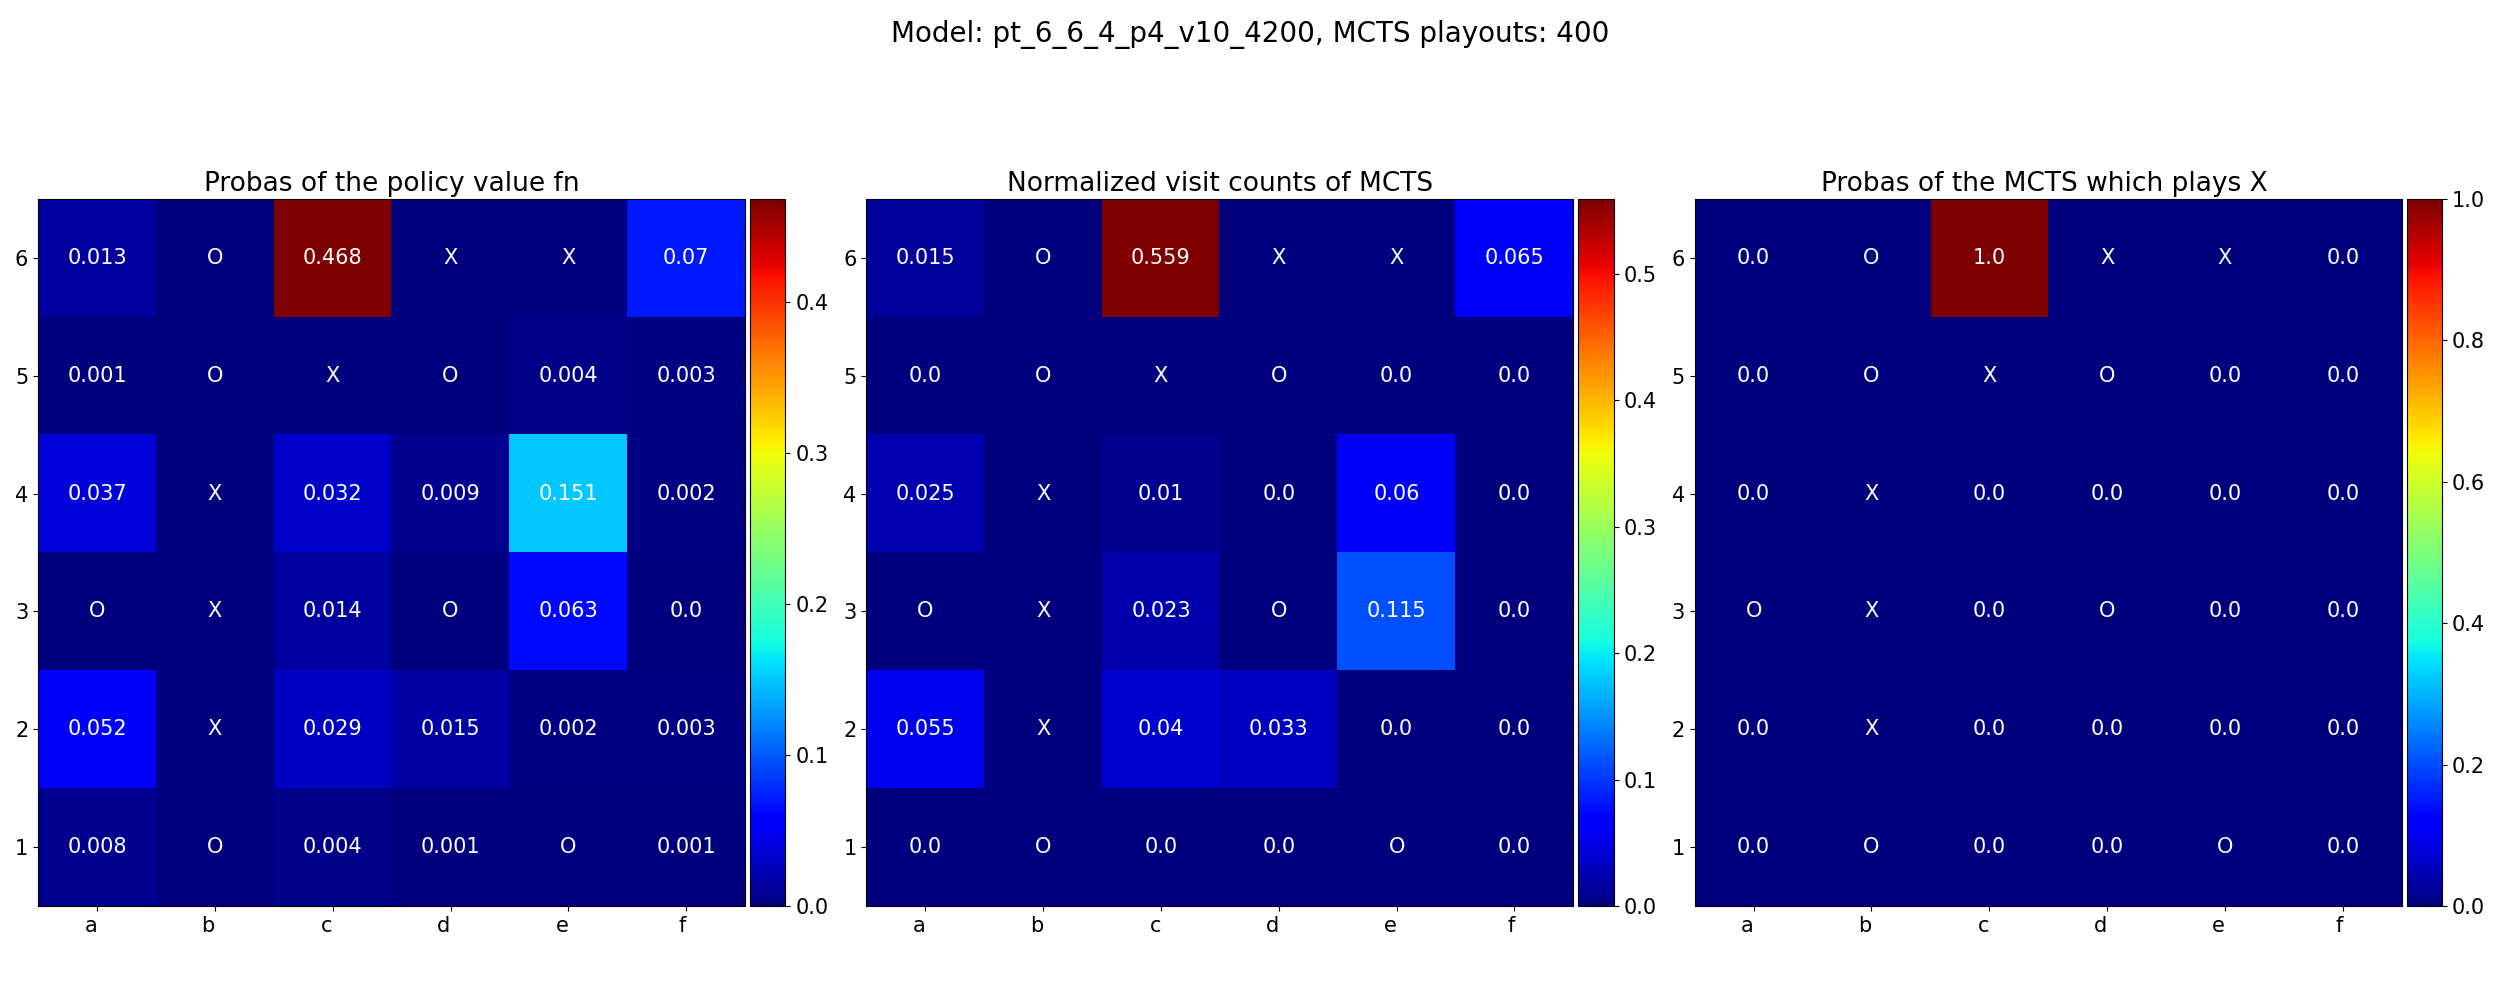 Model: pt_6_6_4_p4_v10_4200, MCTS playouts: 400
Probas of the policy value fn
6 0.013 O 0.468 X X 0.07
5 0.001 O X O 0.004 0.003
4 0.037 X 0.032 0.009 0.151 0.002
3 O X 0.014 O 0.063 0.0
2 0.052 X 0.029 0.015 0.002 0.003
1 0.008 O 0.004 0.001 O 0.001
a b c d e f
0.4
0.3
0.2
0.1
0.0
Normalized visit counts of MCTS
6 0.015 O 0.559 X X 0.065
5 0.0 O X O 0.0 0.0
4 0.025 X 0.01 0.0 0.06 0.0
3 O X 0.023 O 0.115 0.0
2 0.055 X 0.04 0.033 0.0 0.0
1 0.0 O 0.0 0.0 O 0.0
a b c d e f
0.5
0.4
0.3
0.2
0.1
0.0
Probas of the MCTS which plays X
6 0.0 O 1.0 X X 0.0
5 0.0 O X O 0.0 0.0
4 0.0 X 0.0 0.0 0.0 0.0
3 O X 0.0 O 0.0 0.0
2 0.0 X 0.0 0.0 0.0 0.0
1 0.0 O 0.0 0.0 O 0.0
a b c d e f
1.0
0.8
0.6
0.4
0.2
0.0